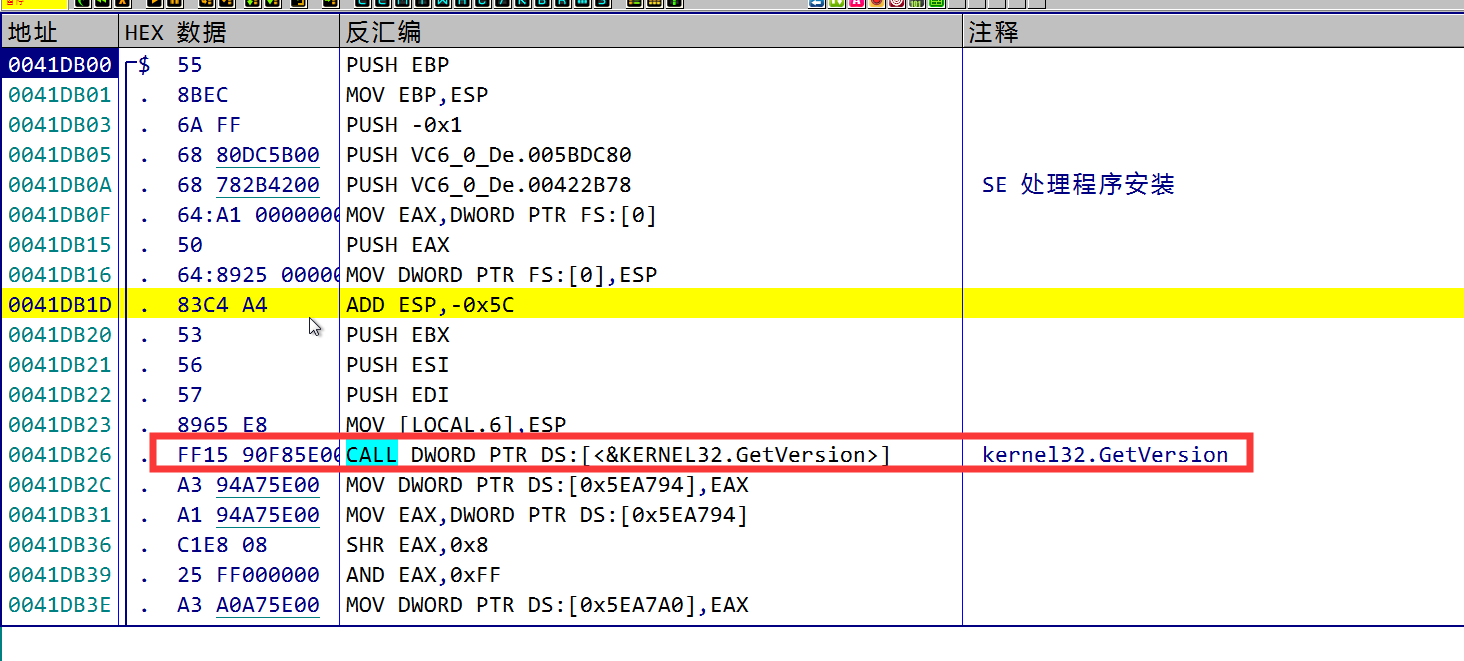 地址 HEX 数据 反汇编 注释
0041DB00 $ 55 PUSH EBP
0041DB01 . 8BEC MOV EBP,ESP
0041DB03 . 6A FF PUSH -0x1
0041DB05 . 68 80DC5B00 PUSH VC6_0_De.005BDC80
0041DB0A . 68 782B4200 PUSH VC6_0_De.00422B78 SE 处理程序安装
0041DB0F . 64:A1 0000000 MOV EAX,DWORD PTR FS:[0]
0041DB15 . 50 PUSH EAX
0041DB16 . 64:8925 00000 MOV DWORD PTR FS:[0],ESP
0041DB1D . 83C4 A4 ADD ESP,-0x5C
0041DB20 . 53 PUSH EBX
0041DB21 . 56 PUSH ESI
0041DB22 . 57 PUSH EDI
0041DB23 . 8965 E8 MOV [LOCAL.6],ESP
0041DB26 . FF15 90F85E00 CALL DWORD PTR DS:[<&KERNEL32.GetVersion>] kernel32.GetVersion
0041DB2C . A3 94A75E00 MOV DWORD PTR DS:[0x5EA794],EAX
0041DB31 . A1 94A75E00 MOV EAX,DWORD PTR DS:[0x5EA794]
0041DB36 . C1E8 08 SHR EAX,0x8
0041DB39 . 25 FF000000 AND EAX,0xFF
0041DB3E . A3 A0A75E00 MOV DWORD PTR DS:[0x5EA7A0],EAX